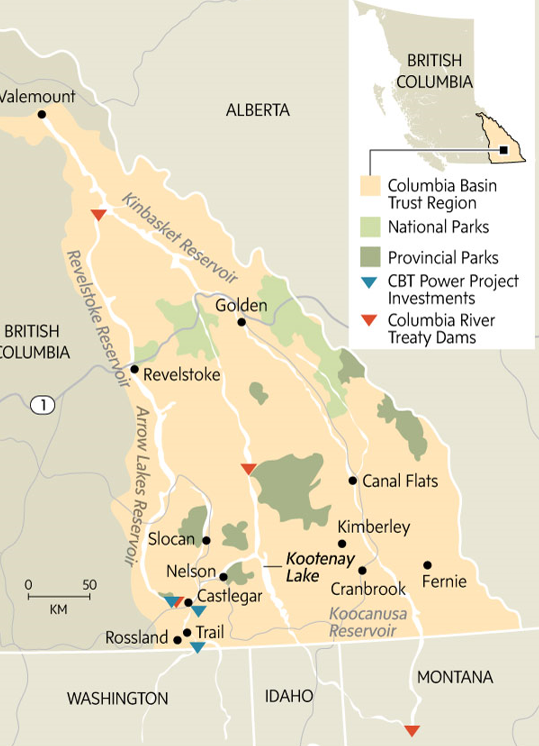 Valemount
ALBERTA
BRITISH
COLUMBIA
Columbia Basin
Trust Region
National Parks
Provincial Parks
CBT Power Project
Investments
Columbia River
Treaty Dams
Kinbasket Reservoir
Revelstoke Reservoir
Golden
BRITISH
COLUMBIA
Revelstoke
1
Arrow Lakes Reservoir
Canal Flats
Kimberley
Slocan
Kootenay
Lake
Nelson
Cranbrook
Fernie
0 50
KM
Castlegar
Koocanusa
Reservoir
Trail
Rossland
WASHINGTON
IDAHO
MONTANA